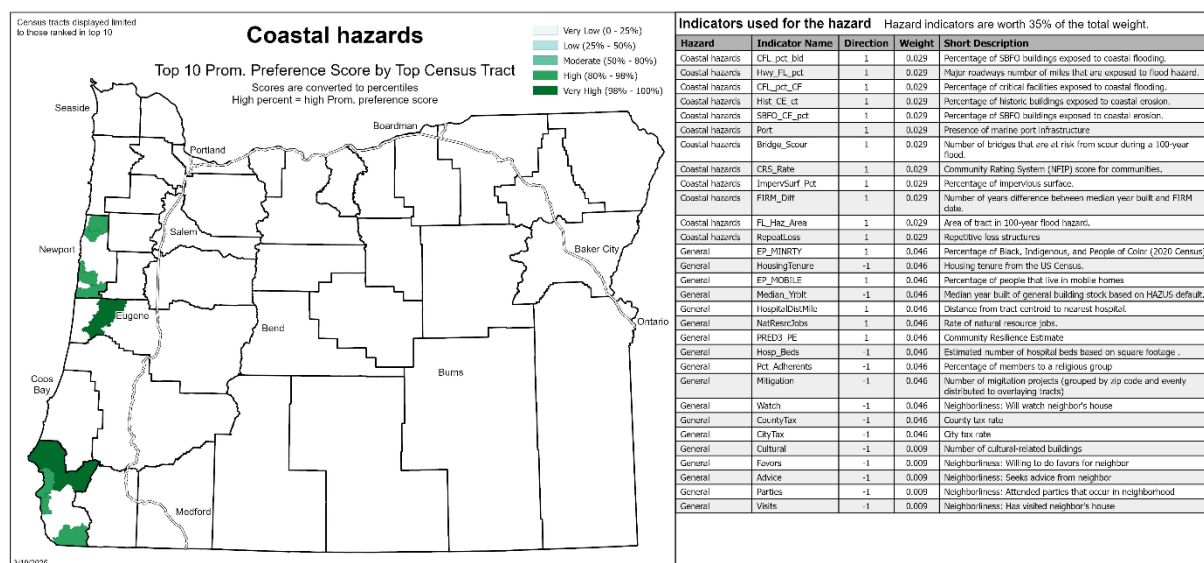 Census tracts displayed limited
to those ranked in top 10
Coastal hazards
Top 10 Prom. Preference Score by Top Census Tract
Scores are converted to percentiles
High percent = high Prom. preference score
Very Low (0 - 25%)
Low (25% - 50%)
Moderate (50% - 80%)
High (80% - 98%)
Very High (98% - 100%)
Seaside
Portland
Boardman
Salem
Newport
Baker City
Eugene
Bend
Ontario
Burns
Coos
Bay
Medford
3/19/2025
Indicators used for the hazard Hazard indicators are worth 35% of the total weight.
Hazard Indicator Name Direction Weight Short Description
Coastal hazards CFL_pct_bld 1 0.029 Percentage of SBFO buildings exposed to coastal flooding.
Coastal hazards Hwy_FL_pct 1 0.029 Major roadways number of miles that are exposed to flood hazard.
Coastal hazards CFL_pct_CF 1 0.029 Percentage of critical facilities exposed to coastal flooding.
Coastal hazards Hist_CE_ct 1 0.029 Percentage of historic buildings exposed to coastal erosion.
Coastal hazards SBFO_CE_pct 1 0.029 Percentage of SBFO buildings exposed to coastal erosion.
Coastal hazards Port 1 0.029 Presence of marine port infrastructure
Coastal hazards Bridge_Scour 1 0.029 Number of bridges that are at risk from scour during a 100-year
flood.
Coastal hazards CRS_Rate 1 0.029 Community Rating System (NFIP) score for communities.
Coastal hazards ImpervSurf_Pct 1 0.029 Percentage of impervious surface.
Coastal hazards FIRM_Diff 1 0.029 Number of years difference between median year built and FIRM
date.
Coastal hazards FL_Haz_Area 1 0.029 Area of tract in 100-year flood hazard.
Coastal hazards RepeatLoss 1 0.029 Repetitive loss structures
General EP_MINRTY 1 0.046 Percentage of Black, Indigenous, and People of Color (2020 Census)
General HousingTenure -1 0.046 Housing tenure from the US Census.
General EP_MOBILE 1 0.046 Percentage of people that live in mobile homes
General Median_Yrblt -1 0.046 Median year built of general building stock based on HAZUS default.
General HospitalDistMile 1 0.046 Distance from tract centroid to nearest hospital.
General NatResrcJobs 1 0.046 Rate of natural resource jobs.
General PRED3_PE 1 0.046 Community Resilience Estimate
General Hosp_Beds -1 0.046 Estimated number of hospital beds based on square footage .
General Pct_Adherents -1 0.046 Percentage of members to a religious group
General Mitigation -1 0.046 Number of migitation projects (grouped by zip code and evenly
distributed to overlaying tracts)
General Watch -1 0.046 Neighborliness: Will watch neighbor's house
General CountyTax -1 0.046 County tax rate
General CityTax -1 0.046 City tax rate
General Cultural -1 0.009 Number of cultural-related buildings
General Favors -1 0.009 Neighborliness: Willing to do favors for neighbor
General Advice -1 0.009 Neighborliness: Seeks advice from neighbor
General Parties -1 0.009 Neighborliness: Attended parties that occur in neighborhood
General Visits -1 0.009 Neighborliness: Has visited neighbor's house